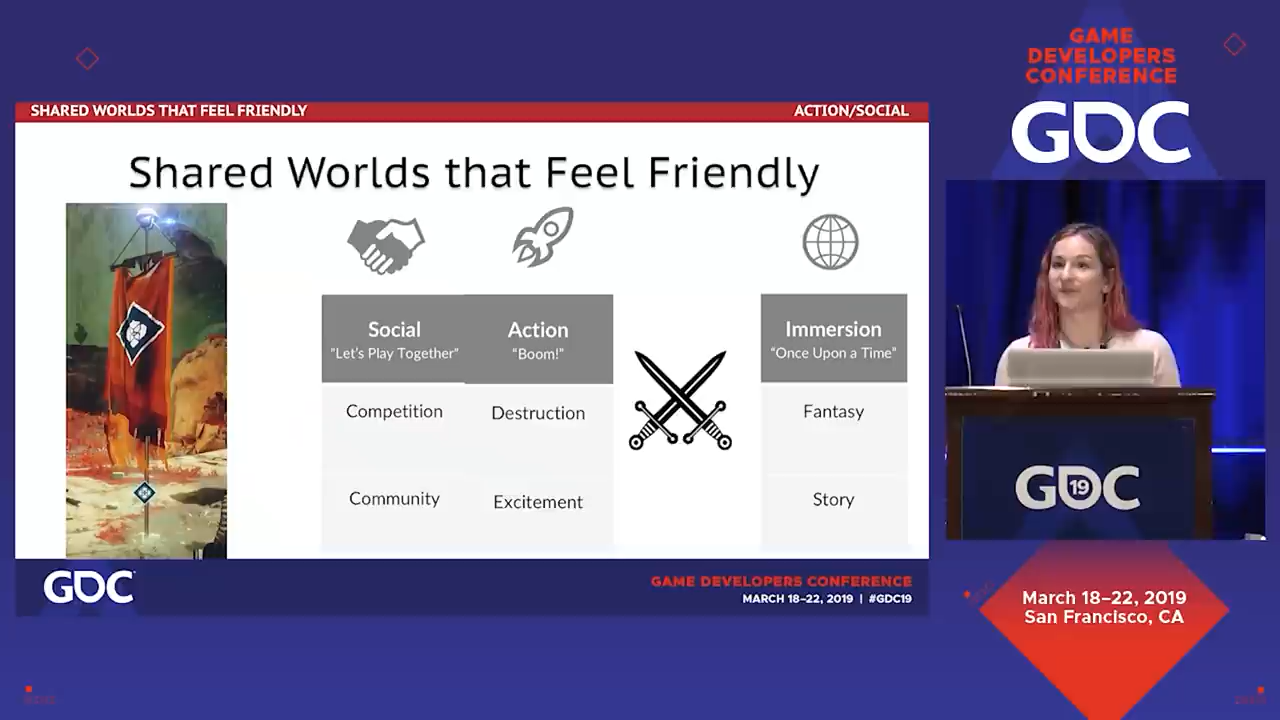 GAME
DEVELOPERS
CONFERENCE
GDC
SHARED WORLDS THAT FEEL FRIENDLY
ACTION/SOCIAL
Shared Worlds that Feel Friendly
Social
"Let's Play Together"
Action
"Boom!"
Immersion
"Once Upon a Time"
Competition
Destruction
Fantasy
Community
Excitement
Story
GDC
GAME DEVELOPERS CONFERENCE
MARCH 18–22, 2019 | #GDC19
GDC
19
March 18–22, 2019
San Francisco, CA